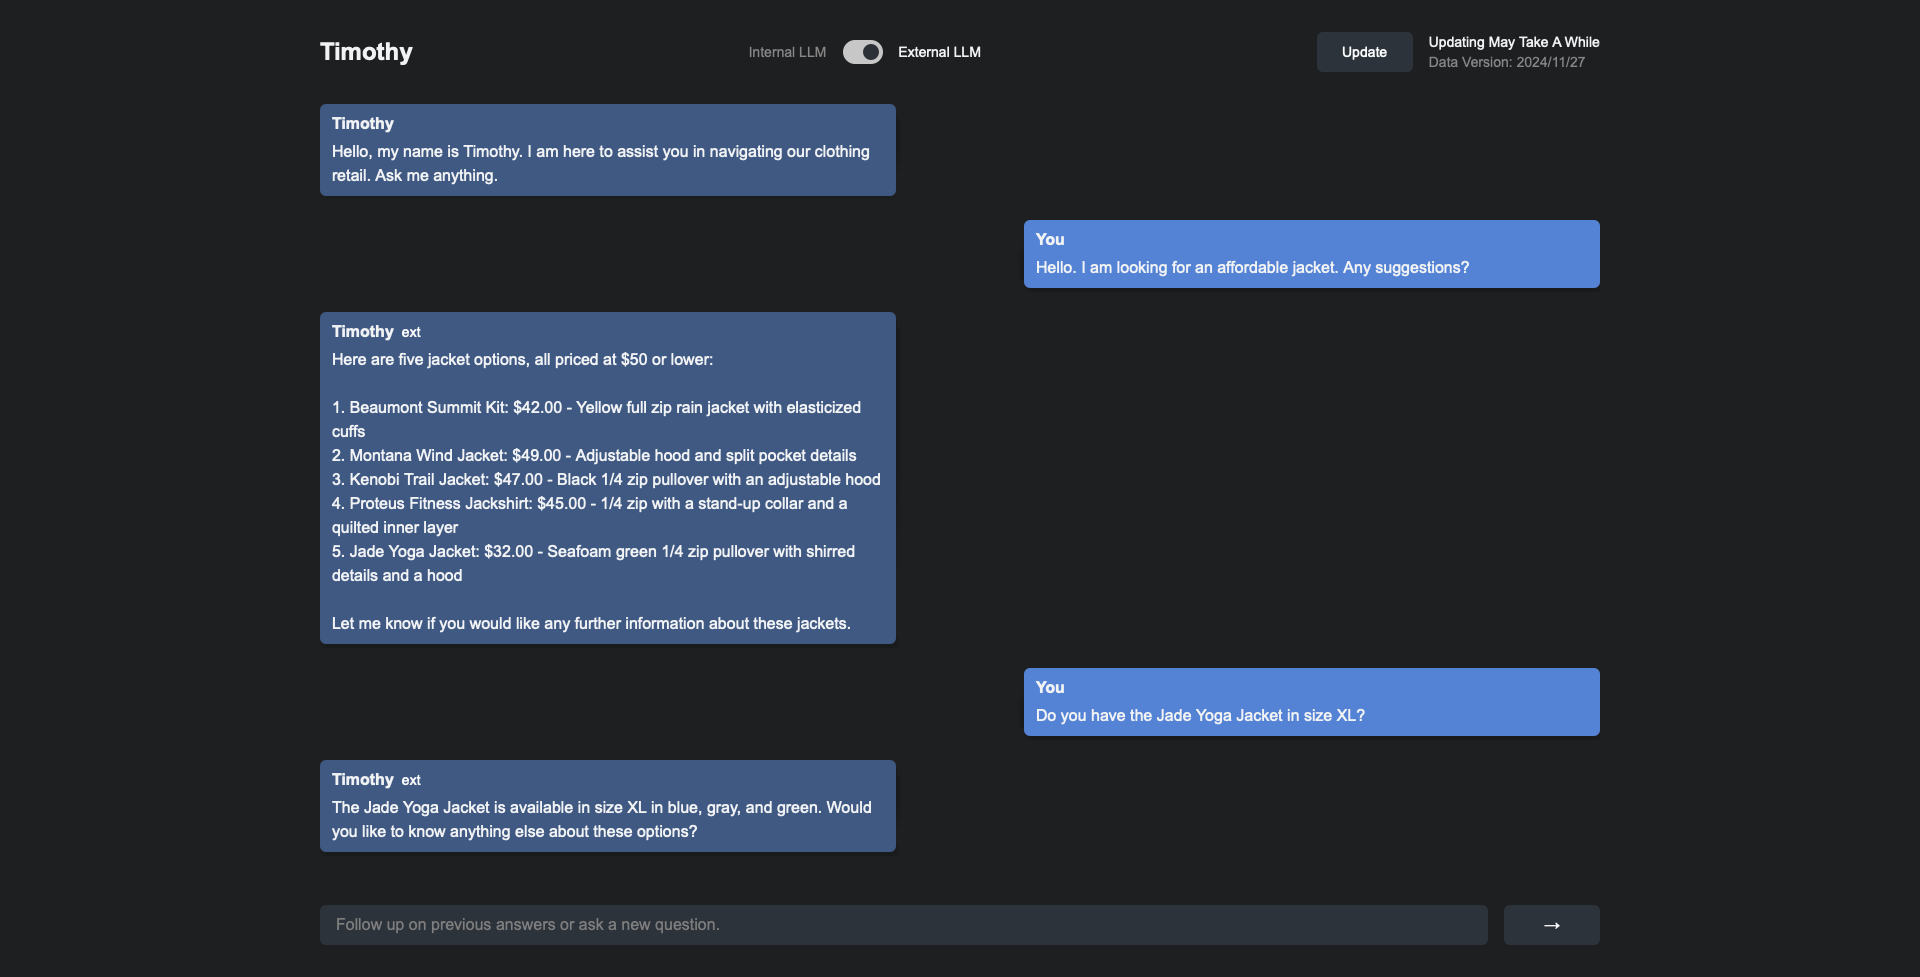 Timothy
Internal LLM
External LLM
Update
Updating May Take A While
Data Version: 2024/11/27
Timothy
Hello, my name is Timothy. I am here to assist you in navigating our clothing
retail. Ask me anything.
You
Hello. I am looking for an affordable jacket. Any suggestions?
Timothy ext
Here are five jacket options, all priced at $50 or lower:
1. Beaumont Summit Kit: $42.00 - Yellow full zip rain jacket with elasticized
cuffs
2. Montana Wind Jacket: $49.00 - Adjustable hood and split pocket details
3. Kenobi Trail Jacket: $47.00 - Black 1/4 zip pullover with an adjustable hood
4. Proteus Fitness Jackshirt: $45.00 - 1/4 zip with a stand-up collar and a
quilted inner layer
5. Jade Yoga Jacket: $32.00 - Seafoam green 1/4 zip pullover with shirred
details and a hood
Let me know if you would like any further information about these jackets.
You
Do you have the Jade Yoga Jacket in size XL?
Timothy ext
The Jade Yoga Jacket is available in size XL in blue, gray, and green. Would
you like to know anything else about these options?
Follow up on previous answers or ask a new question.
→